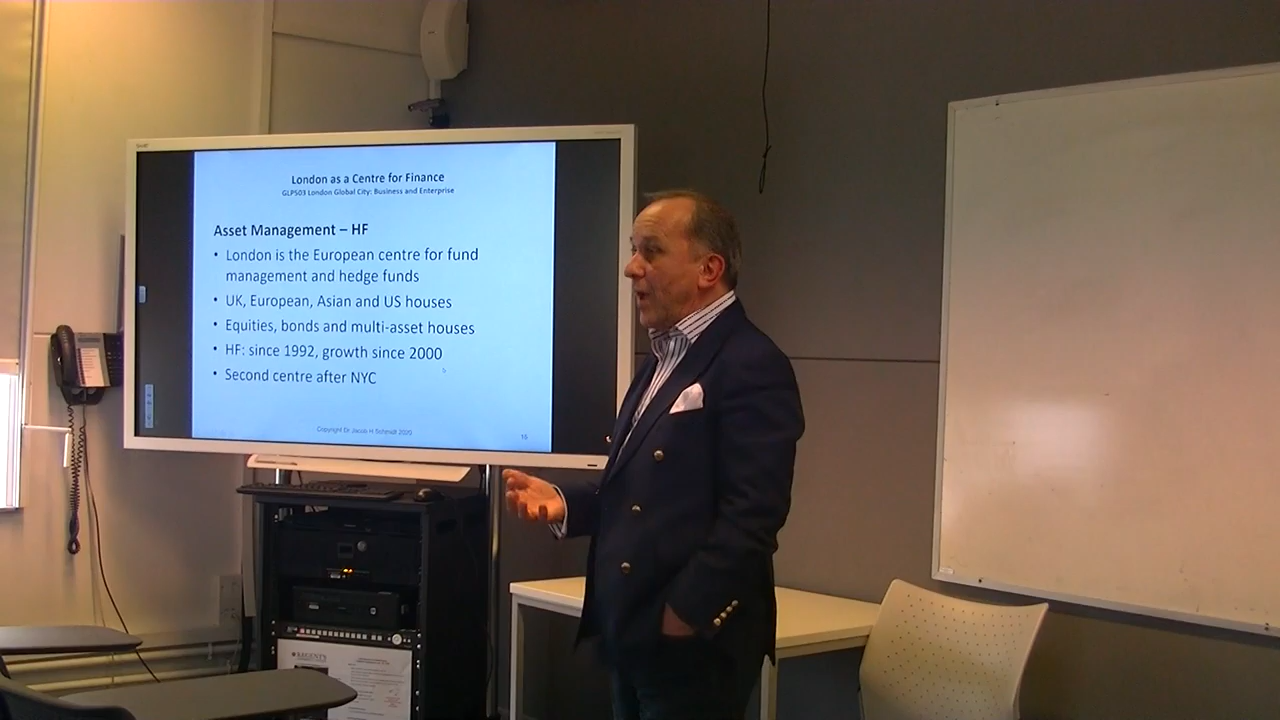 London as a Centre for Finance
GLP503 London Global City: Business and Enterprise
Asset Management – HF
• London is the European centre for fund
management and hedge funds
• UK, European, Asian and US houses
• Equities, bonds and multi-asset houses
• HF: since 1992, growth since 2000
• Second centre after NYC
Copyright Dr Jacob H Schmidt 2020
16
REGENT'S